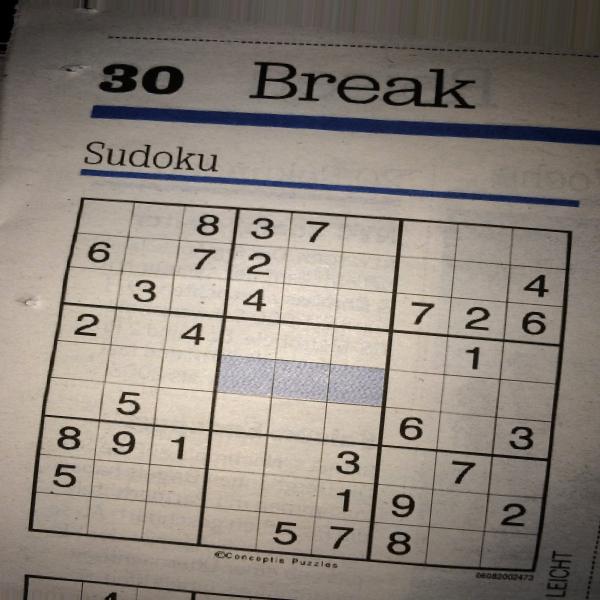 30 Break
Sudoku
8 3 7
6 7 2 4
3 4 7 2 6
2 4 1
5 6 3
8 9 1 3 7
5 1 9 2
5 7 8
©Conceptis Puzzles
06082002473
LEICHT